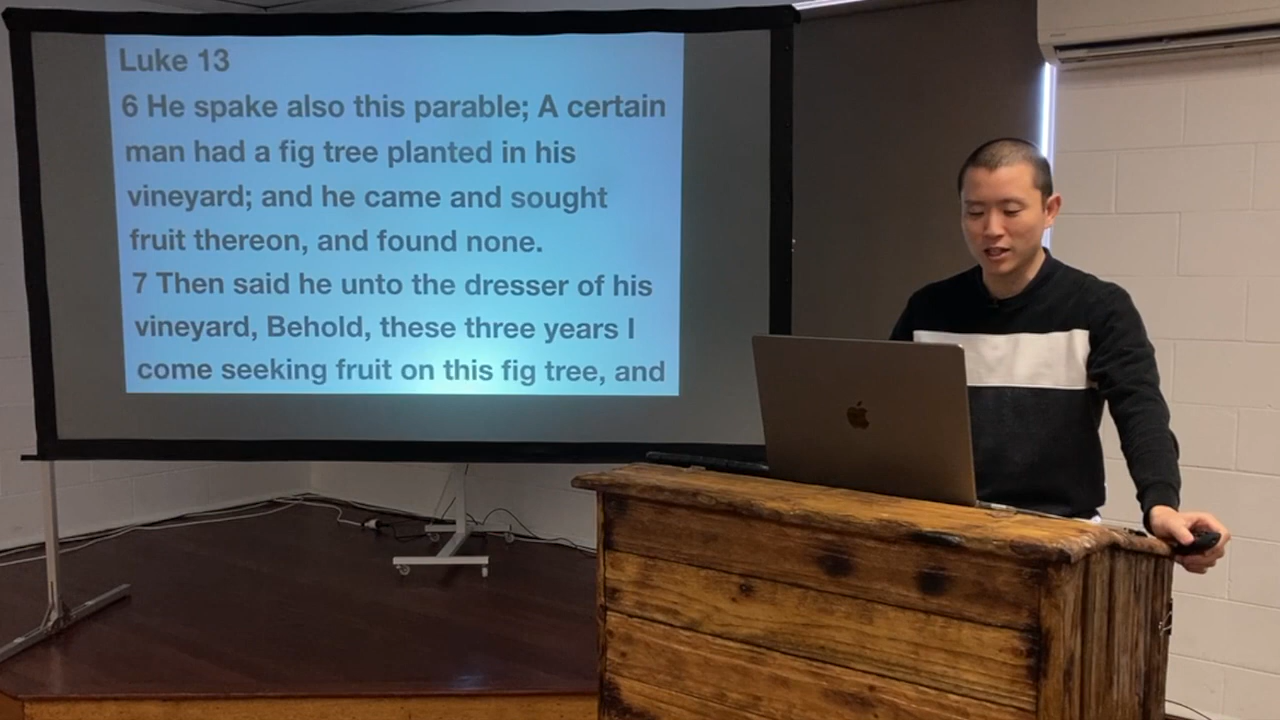 Luke 13
6 He spake also this parable; A certain
man had a fig tree planted in his
vineyard; and he came and sought
fruit thereon, and found none.
7 Then said he unto the dresser of his
vineyard, Behold, these three years I
come seeking fruit on this fig tree, and